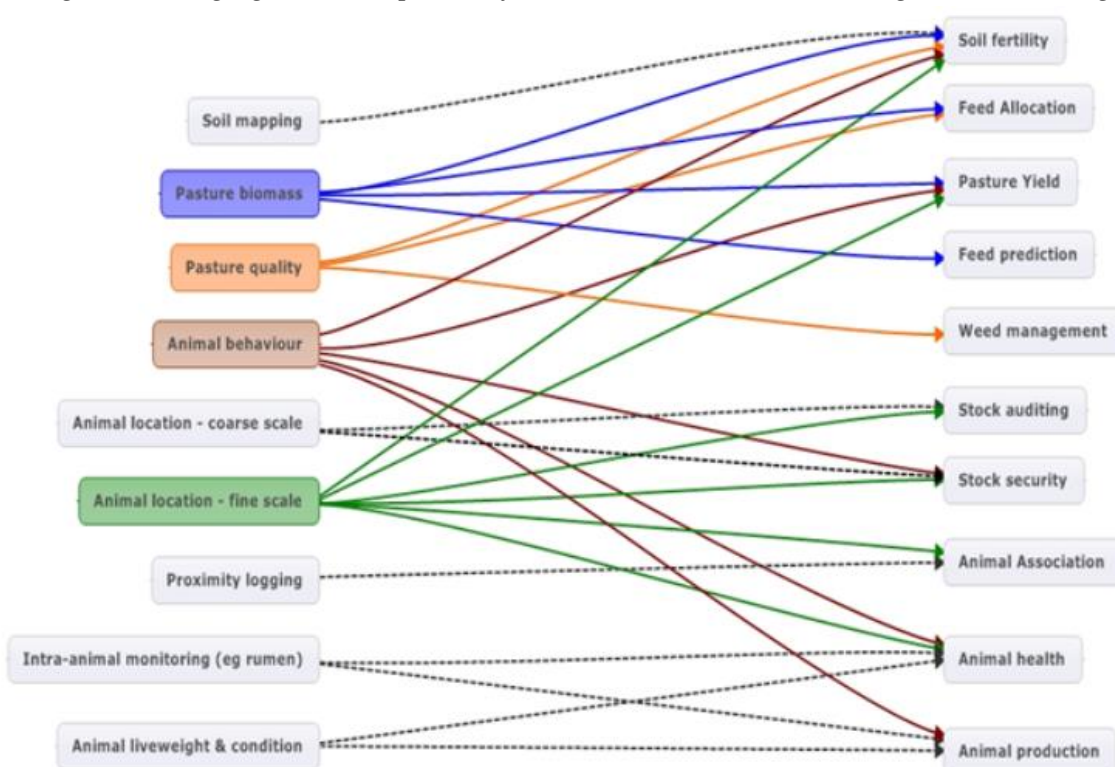 Soil mapping
Pasture biomass
Pasture quality
Animal behaviour
Animal location - coarse scale
Animal location - fine scale
Proximity logging
Intra-animal monitoring (eg rumen)
Animal liveweight & condition
Soil fertility
Feed Allocation
Pasture Yield
Feed prediction
Weed management
Stock auditing
Stock security
Animal Association
Animal health
Animal production